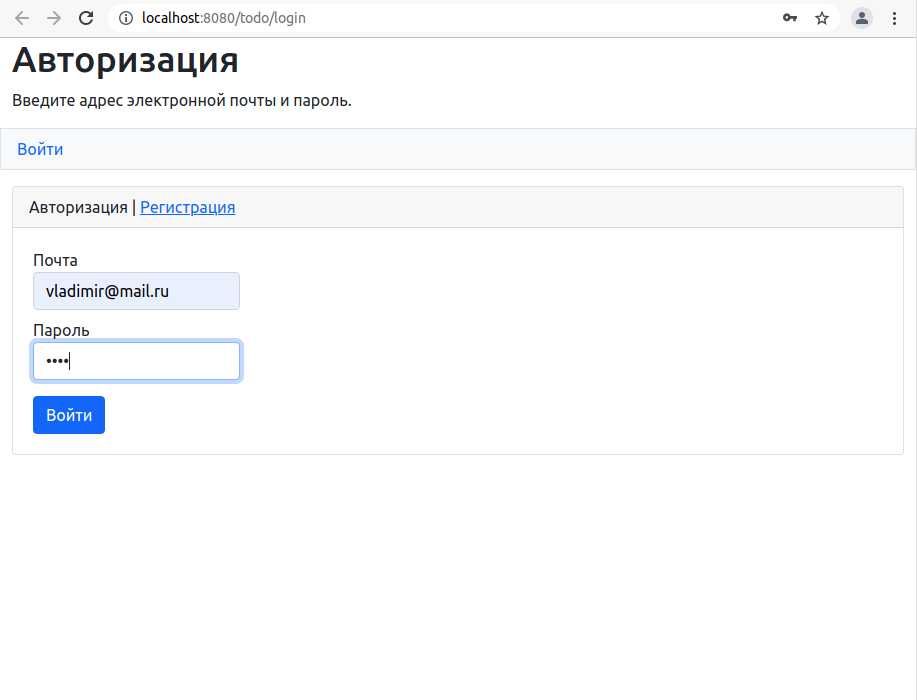 localhost:8080/todo/login
Авторизация
Введите адрес электронной почты и пароль.
Войти
Авторизация | Регистрация
Почта
vladimir@mail.ru
Пароль
••••
Войти